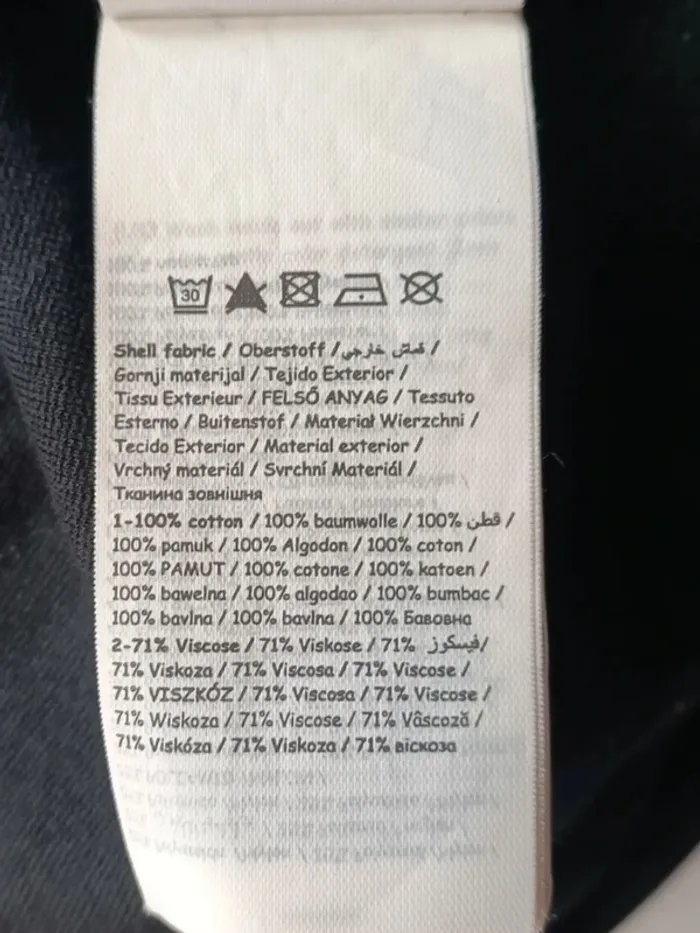 30
Shell fabric / Oberstoff / قماش خارجي /
Gornji materijal / Tejido Exterior /
Tissu Exterieur / FELSŐ ANYAG / Tessuto
Esterno / Buitenstof / Materiał Wierzchni /
Tecido Exterior / Material exterior /
Vrchný materiál / Svrchní Materiál /
Тканина зовнішня
1-100% cotton / 100% baumwolle / 100% قطن /
100% pamuk / 100% Algodon / 100% coton /
100% PAMUT / 100% cotone / 100% katoen /
100% bawelna / 100% algodao / 100% bumbac /
100% bavlna / 100% bavlna / 100% Бавовна
2-71% Viscose / 71% Viskose / 71% فيسكوز/
71% Viskoza / 71% Viscosa / 71% Viscose /
71% VISZKÓZ / 71% Viscosa / 71% Viscose /
71% Wiskoza / 71% Viscose / 71% Vâscoză /
71% Viskóza / 71% Viskoza / 71% віскоза